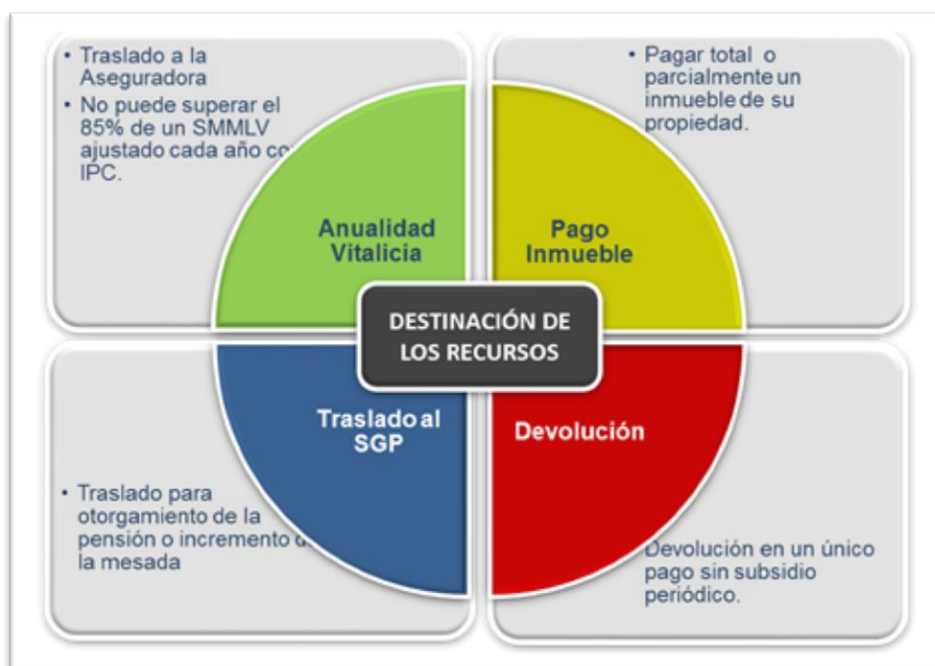 • Traslado a la
Aseguradora
• No puede superar el
85% de un SMMLV
ajustado cada año co
IPC.
• Pagar total o
parcialmente un
inmueble de su
propiedad.
Anualidad
Vitalicia
Pago
Inmueble
DESTINACIÓN DE
LOS RECURSOS
Traslado al
SGP
Devolución
• Traslado para
otorgamiento de la
pensión o incremento d
la mesada
Devolución en un único
pago sin subsidio
periódico.